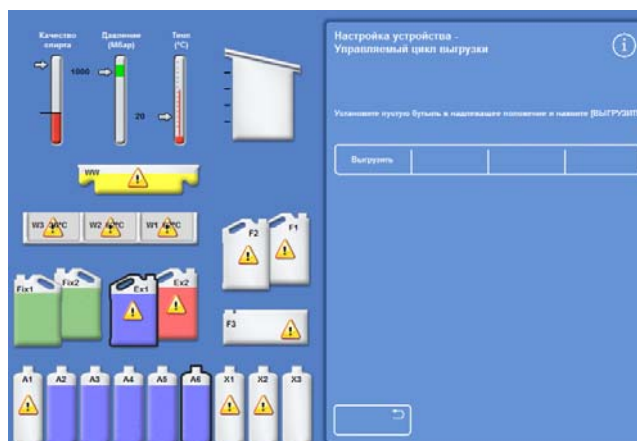 Качество спирта
Давление (Мбар)
Темп (°C)
1000
20
WW
W3
W2
W1
F2
F1
F3
Fix1
Fix2
Ex1
Ex2
A1
A2
A3
A4
A5
A6
X1
X2
X3
Настройка устройства -
Управляемый цикл выгрузки
Установите пустую бутыль в надлежащее положение и нажмите [ВЫГРУЗИТ
Выгрузить